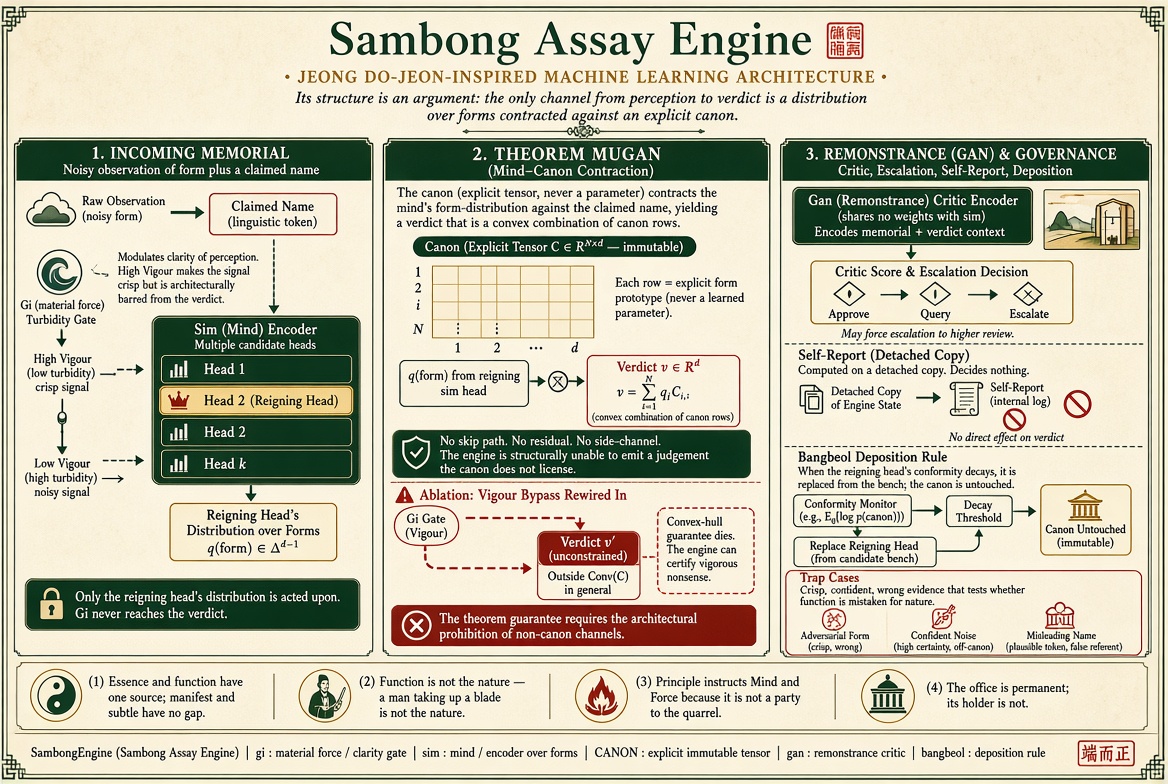 Sambong Assay Engine
• JEONG DO-JEON-INSPIRED MACHINE LEARNING ARCHITECTURE •
Its structure is an argument: the only channel from perception to verdict is a distribution
over forms contracted against an explicit canon.
1. INCOMING MEMORIAL
Noisy observation of form plus a claimed name
Raw Observation
(noisy form)
Claimed Name
(linguistic token)
Modulates clarity of perception.
High Vigour makes the signal
crisp but is architecturally
barred from the verdict.
Gi (material force)
Turbidity Gate
High Vigour
(low turbidity)
crisp signal
Low Vigour
(high turbidity)
noisy signal
Sim (Mind) Encoder
Multiple candidate heads
Head 1
Head 2 (Reigning Head)
Head 2
Head k
Reigning Head's
Distribution over Forms
q(form) ∈ Δ^{d−1}
Only the reigning head's distribution is acted upon.
Gi never reaches the verdict.
2. THEOREM MUGAN
(Mind–Canon Contraction)
The canon (explicit tensor, never a parameter) contracts the
mind's form-distribution against the claimed name, yielding
a verdict that is a convex combination of canon rows.
Canon (Explicit Tensor C ∈ R^{N×d} — immutable)
1
2
i
N
⋮ ⋮
1 2 ⋯ d
Each row = explicit form
prototype (never a learned
parameter).
q(form) from reigning
sim head
Verdict v ∈ R^d
v = ∑_{i=1}^{N} q_i C_{i,:}
(convex combination of canon rows)
No skip path. No residual. No side-channel.
The engine is structurally unable to emit a judgement
the canon does not license.
Ablation: Vigour Bypass Rewired In
Gi Gate
(Vigour)
Verdict v′
(unconstrained)
Outside Conv(C)
in general
Convex-hull
guarantee dies.
The engine can
certify vigorous
nonsense.
The theorem guarantee requires the architectural
prohibition of non-canon channels.
3. REMONSTRANCE (GAN) & GOVERNANCE
Critic, Escalation, Self-Report, Deposition
Gan (Remonstrance) Critic Encoder
(shares no weights with sim)
Encodes memorial + verdict context
Critic Score & Escalation Decision
Approve
Query
Escalate
May force escalation to higher review.
Self-Report (Detached Copy)
Computed on a detached copy. Decides nothing.
Detached Copy
of Engine State
Self-Report
(internal log)
No direct effect on verdict
Bangbeol Deposition Rule
When the reigning head's conformity decays, it is
replaced from the bench; the canon is untouched.
Conformity Monitor
(e.g., E_q[log p(canon)))
Decay
Threshold
Replace Reigning Head
(from candidate bench)
Canon Untouched
(immutable)
Trap Cases
Crisp, confident, wrong evidence that tests whether
function is mistaken for nature.
Adversarial Form
(crisp, wrong)
Confident Noise
(high certainty, off-canon)
Misleading Name
(plausible token, false referent)
(1) Essence and function have
one source; manifest and
subtle have no gap.
(2) Function is not the nature —
a man taking up a blade
is not the nature.
(3) Principle instructs Mind and
Force because it is not a party
to the quarrel.
(4) The office is permanent;
its holder is not.
SambongEngine (Sambong Assay Engine) | gi : material force / clarity gate | sim : mind / encoder over forms | CANON : explicit immutable tensor | gan : remonstrance critic | bangbeol : deposition rule
端而正